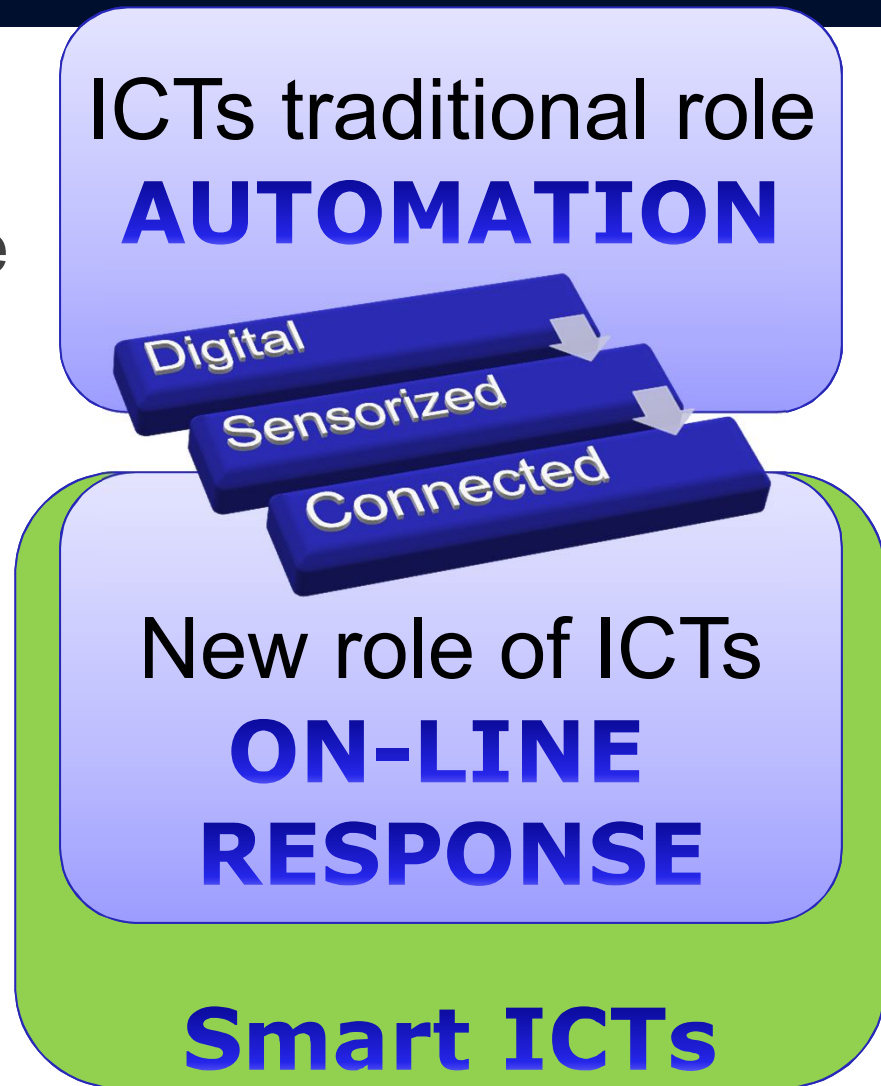 ICTs traditional role
AUTOMATION
e
Digital
Sensorized
Connected
New role of ICTs
ON-LINE
RESPONSE
Smart ICTs